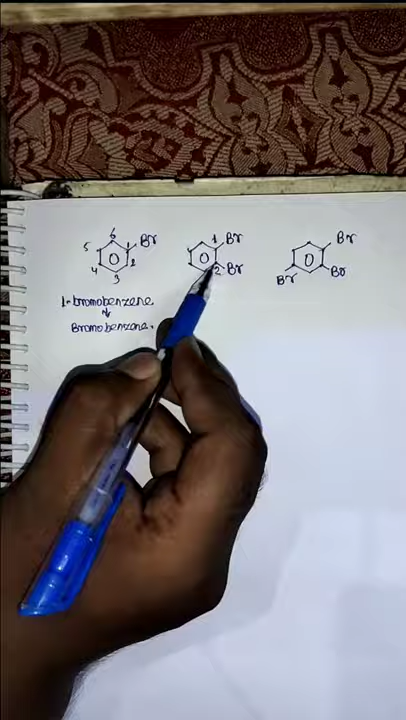 6
5 1 Br
4 2
3
1 Br
2 Br
Br
Br Br
1-bromobenzene
↓
Bromobenzene.